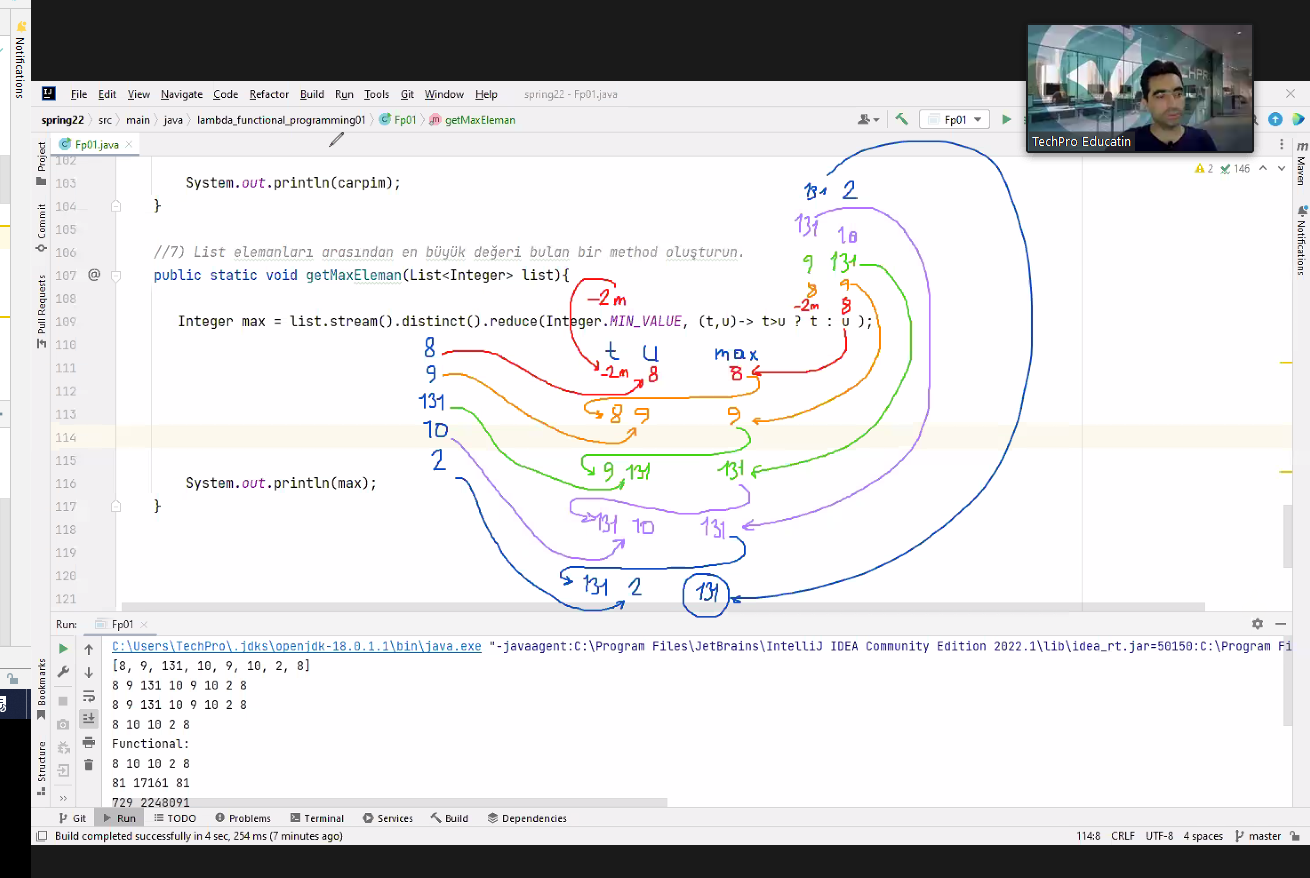 Notifications
TechPro Educatin
File Edit View Navigate Code Refactor Build Run Tools Git Window Help spring22 - Fp01.java
spring22 src main java lambda_functional_programming01 Fp01 getMaxEleman Fp01
Fp01.java
2 146
Project
Commit
Pull Requests
Maven
Notifications
102
103 System.out.println(carpim);
104 }
105
106 //7) List elemanları arasından en büyük değeri bulan bir method oluşturun.
107 @ public static void getMaxEleman(List<Integer> list){
108
109 Integer max = list.stream().distinct().reduce(Integer.MIN_VALUE, (t,u)-> t>u ? t : u );
110
111
112
113
114
115
116 System.out.println(max);
117 }
118
119
120
121
131 2
131 10
9 131
8 9
-2m 8
-2m
t u max
8
9
131
10
2
-2m 8 8
8 9 9
9 131 131
131 10 131
131 2 131
Run: Fp01
C:\Users\TechPro\.jdks\openjdk-18.0.1.1\bin\java.exe "-javaagent:C:\Program Files\JetBrains\IntelliJ IDEA Community Edition 2022.1\lib\idea_rt.jar=50150:C:\Program Fi
[8, 9, 131, 10, 9, 10, 2, 8]
8 9 131 10 9 10 2 8
8 9 131 10 9 10 2 8
8 10 10 2 8
Functional:
8 10 10 2 8
81 17161 81
729 2248091
Bookmarks
Structure
Git Run TODO Problems Terminal Services Build Dependencies
Build completed successfully in 4 sec, 254 ms (7 minutes ago) 114:8 CRLF UTF-8 4 spaces master